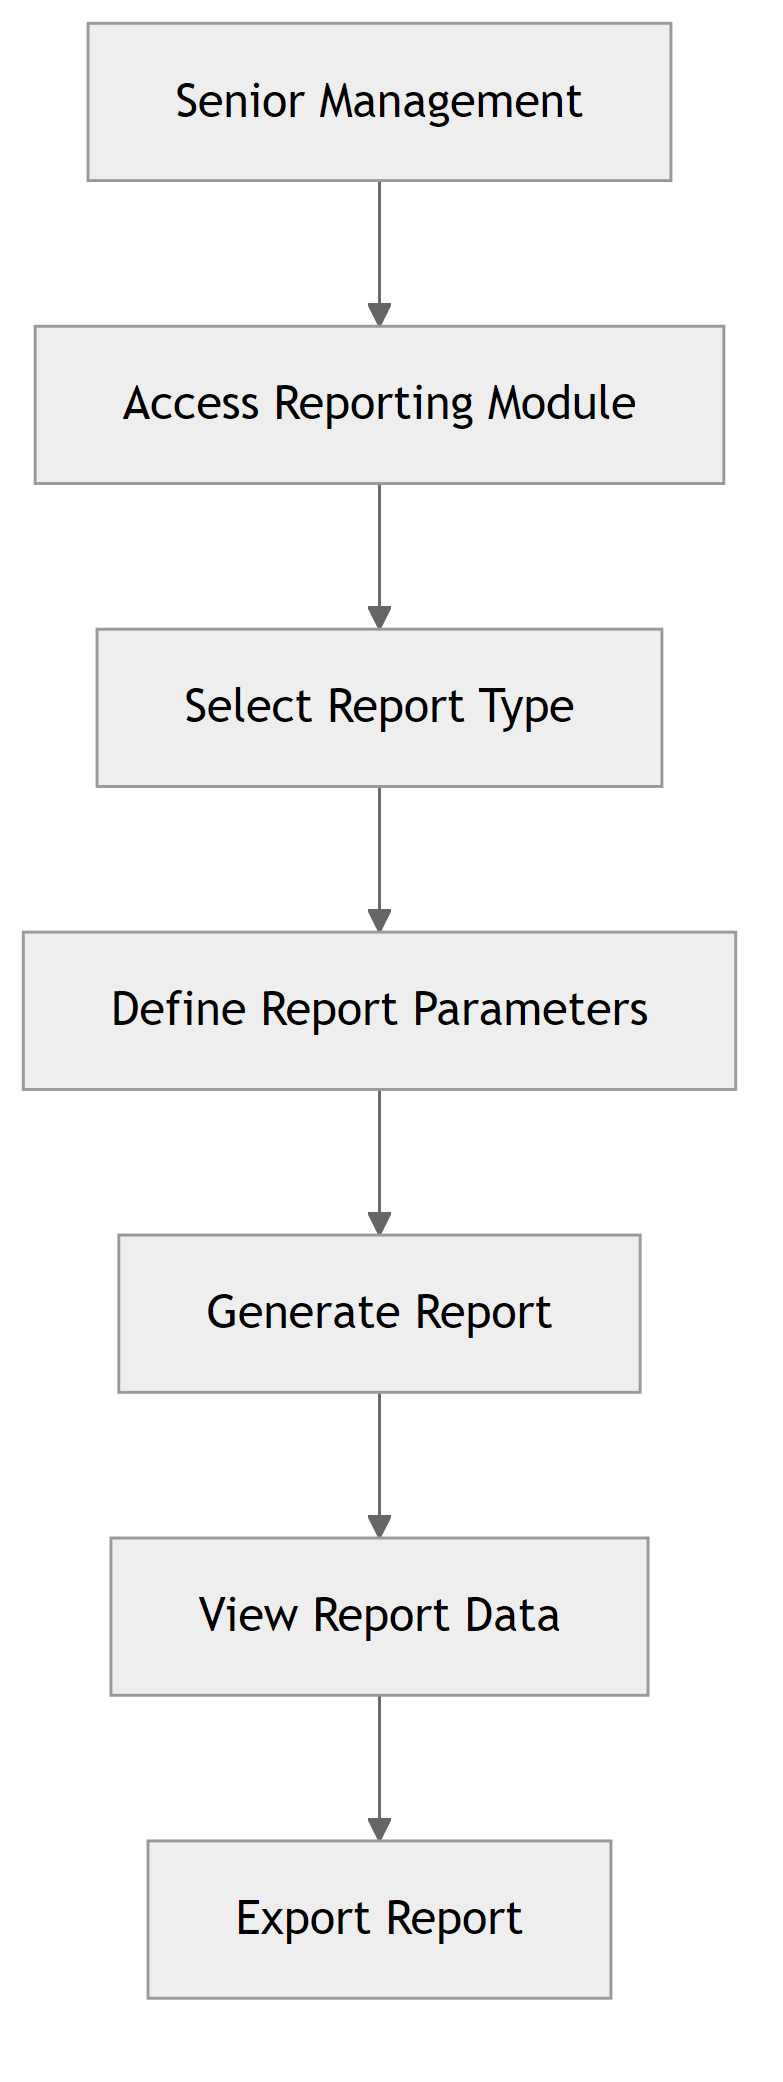 Senior Management
Access Reporting Module
Select Report Type
Define Report Parameters
Generate Report
View Report Data
Export Report